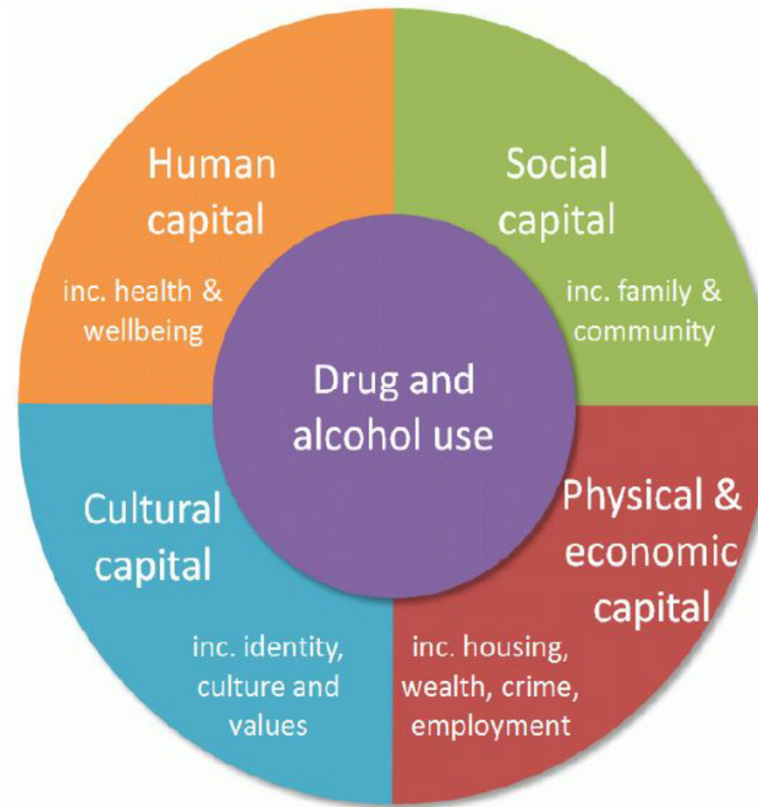 Human
capital
inc. health &
wellbeing
Social
capital
inc. family &
community
Drug and
alcohol use
Cultural
capital
inc. identity,
culture and
values
Physical &
economic
capital
inc. housing,
wealth, crime,
employment